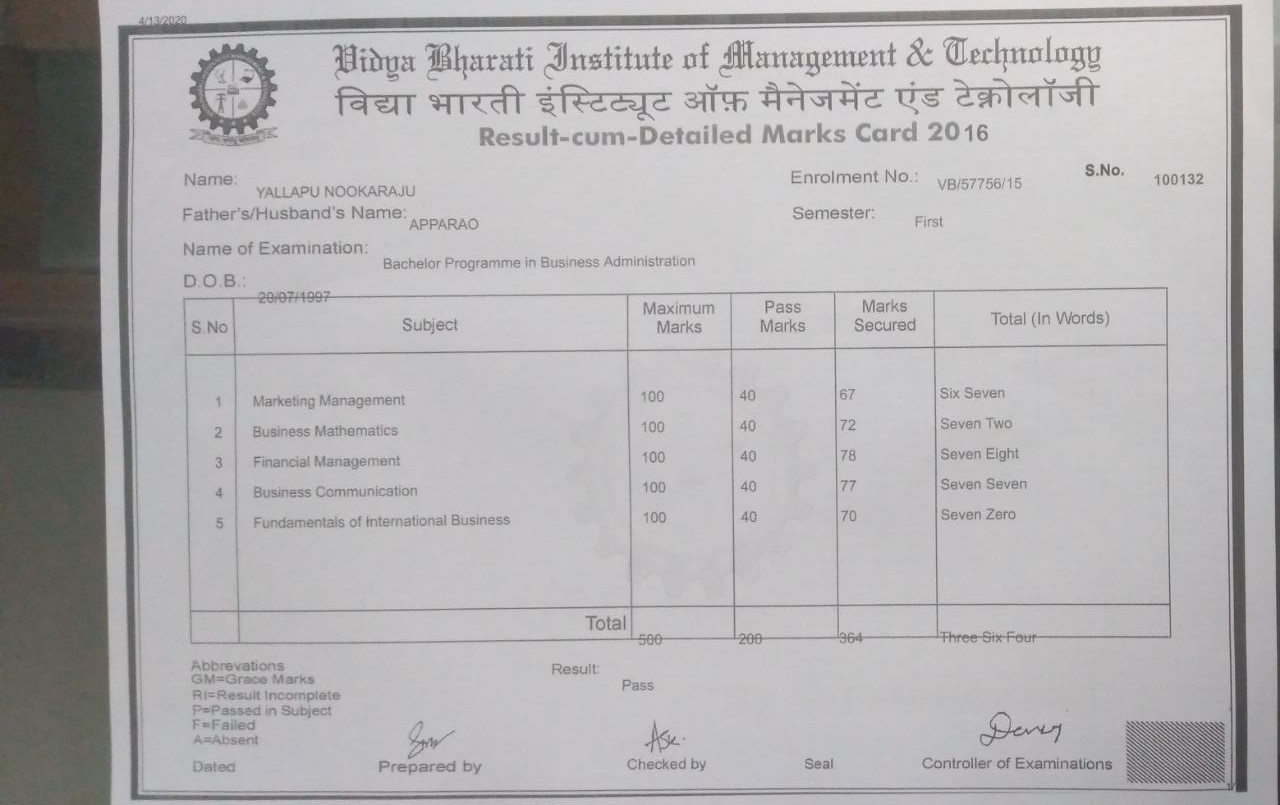 4/13/2020
Vidya Bharati Institute of Management & Technology
विद्या भारती इंस्टिट्यूट ऑफ़ मैनेजमेंट एंड टेक्नोलॉजी
Result-cum-Detailed Marks Card 2016
Name: YALLAPU NOOKARAJU Enrolment No.: VB/57756/15 S.No. 100132
Father's/Husband's Name: APPARAO Semester: First
Name of Examination: Bachelor Programme in Business Administration
D.O.B.: 20/07/1997
S.No Subject Maximum Marks Pass Marks Marks Secured Total (In Words)
1 Marketing Management 100 40 67 Six Seven
2 Business Mathematics 100 40 72 Seven Two
3 Financial Management 100 40 78 Seven Eight
4 Business Communication 100 40 77 Seven Seven
5 Fundamentals of International Business 100 40 70 Seven Zero
Total 500 200 364 Three Six Four
Abbrevations Result: Pass
GM=Grace Marks
RI=Result Incomplete
P=Passed in Subject
F=Failed
A=Absent
Dated Prepared by Checked by Seal Controller of Examinations